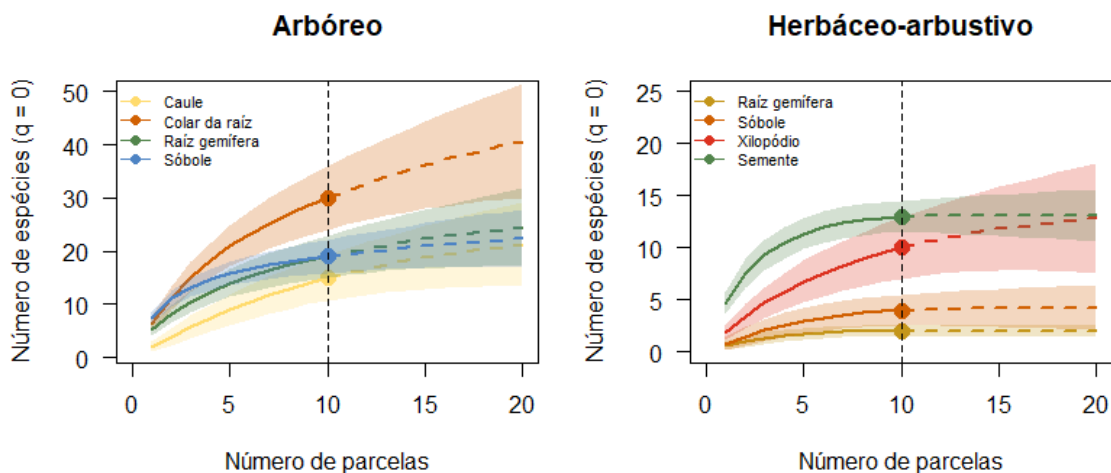 Arbóreo
Número de espécies (q = 0)
50
40
30
20
10
0
Caule
Colar da raíz
Raíz gemífera
Sóbole
0 5 10 15 20
Número de parcelas
Herbáceo-arbustivo
Número de espécies (q = 0)
25
20
15
10
5
0
Raíz gemífera
Sóbole
Xilopódio
Semente
0 5 10 15 20
Número de parcelas